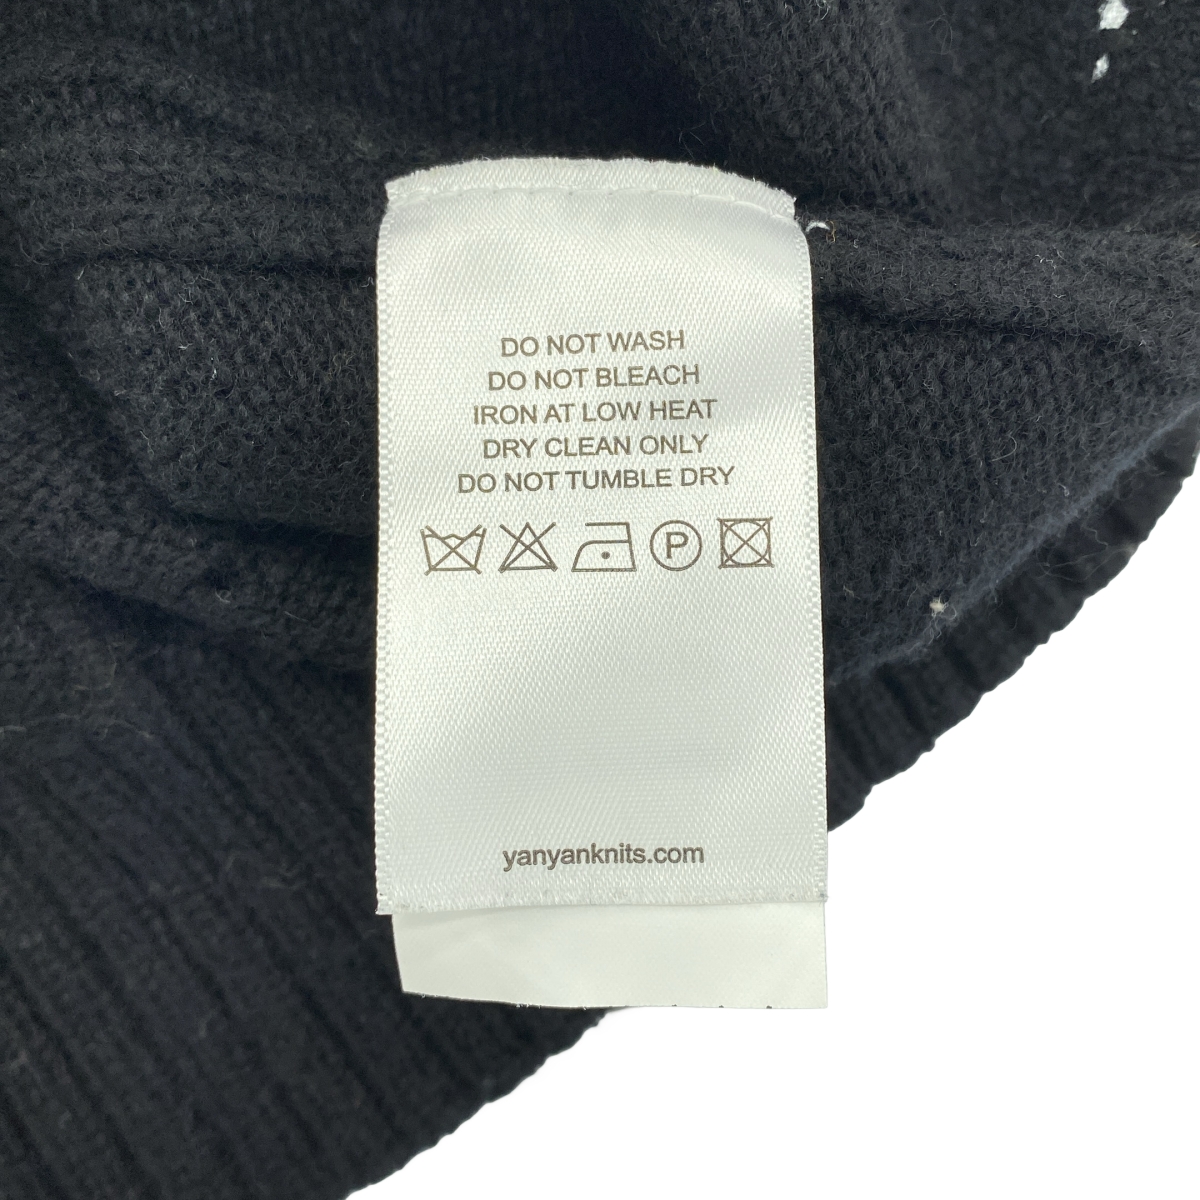 DO NOT WASH
DO NOT BLEACH
IRON AT LOW HEAT
DRY CLEAN ONLY
DO NOT TUMBLE DRY
P
yanyanknits.com